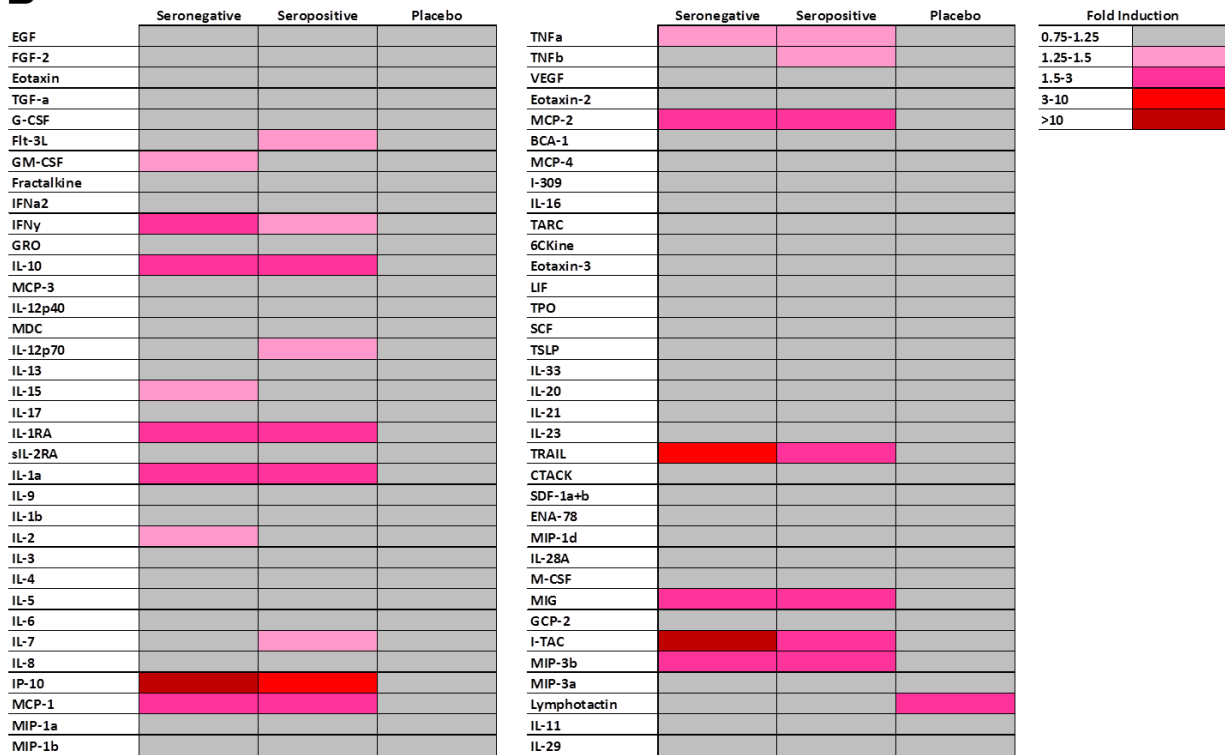 Seronegative Seropositive Placebo
EGF
FGF-2
Eotaxin
TGF-a
G-CSF
Flt-3L
GM-CSF
Fractalkine
IFNa2
IFNy
GRO
IL-10
MCP-3
IL-12p40
MDC
IL-12p70
IL-13
IL-15
IL-17
IL-1RA
sIL-2RA
IL-1a
IL-9
IL-1b
IL-2
IL-3
IL-4
IL-5
IL-6
IL-7
IL-8
IP-10
MCP-1
MIP-1a
MIP-1b
Seronegative Seropositive Placebo
TNFa
TNFb
VEGF
Eotaxin-2
MCP-2
BCA-1
MCP-4
I-309
IL-16
TARC
6CKine
Eotaxin-3
LIF
TPO
SCF
TSLP
IL-33
IL-20
IL-21
IL-23
TRAIL
CTACK
SDF-1a+b
ENA-78
MIP-1d
IL-28A
M-CSF
MIG
GCP-2
I-TAC
MIP-3b
MIP-3a
Lymphotactin
IL-11
IL-29
Fold Induction
0.75-1.25
1.25-1.5
1.5-3
3-10
>10